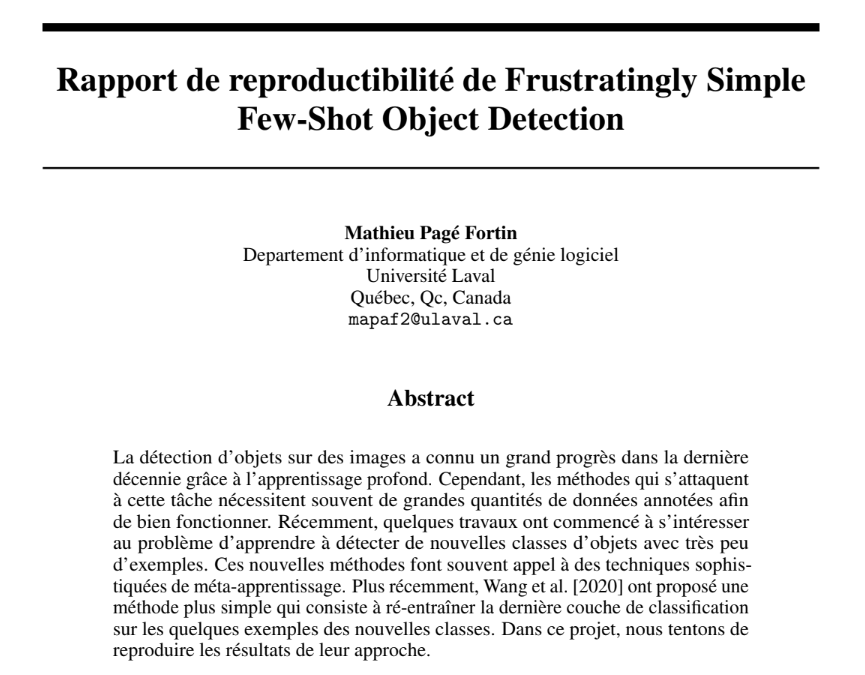 Rapport de reproductibilité de Frustratingly Simple
Few-Shot Object Detection
Mathieu Pagé Fortin
Departement d'informatique et de génie logiciel
Université Laval
Québec, Qc, Canada
mapaf2@ulaval.ca
Abstract
La détection d'objets sur des images a connu un grand progrès dans la dernière
décennie grâce à l'apprentissage profond. Cependant, les méthodes qui s'attaquent
à cette tâche nécessitent souvent de grandes quantités de données annotées afin
de bien fonctionner. Récemment, quelques travaux ont commencé à s'intéresser
au problème d'apprendre à détecter de nouvelles classes d'objets avec très peu
d'exemples. Ces nouvelles méthodes font souvent appel à des techniques sophis-
tiquées de méta-apprentissage. Plus récemment, Wang et al. [2020] ont proposé une
méthode plus simple qui consiste à ré-entraîner la dernière couche de classification
sur les quelques exemples des nouvelles classes. Dans ce projet, nous tentons de
reproduire les résultats de leur approche.